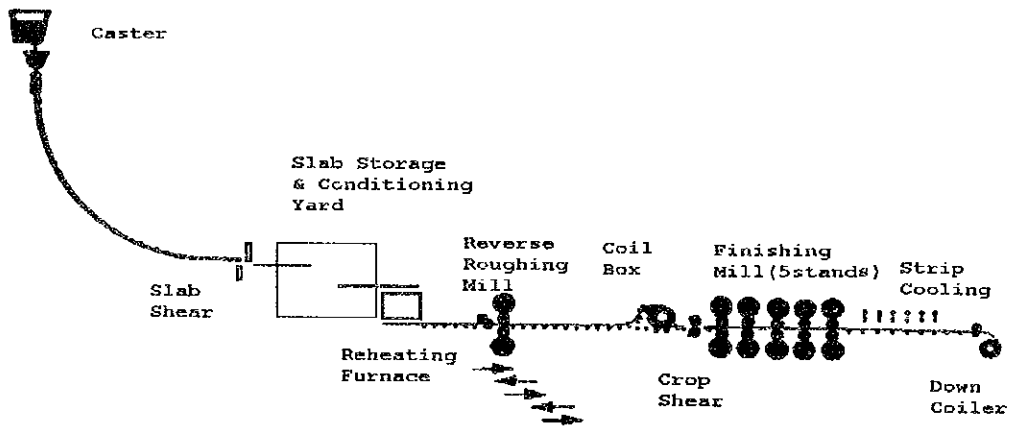 Caster
Slab Storage
& Conditioning
Yard
Slab
Shear
Reheating
Furnace
Reverse
Roughing
Mill
Coil
Box
Crop
Shear
Finishing
Mill(5stands)
Strip
Cooling
Down
Coiler